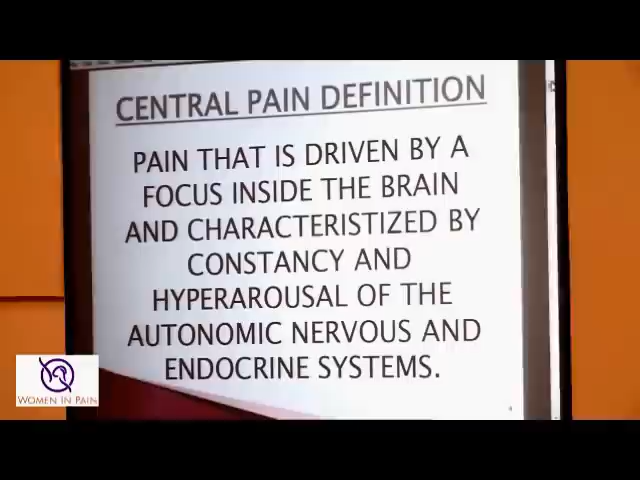 CENTRAL PAIN DEFINITION
PAIN THAT IS DRIVEN BY A
FOCUS INSIDE THE BRAIN
AND CHARACTERISTIZED BY
CONSTANCY AND
HYPERAROUSAL OF THE
AUTONOMIC NERVOUS AND
ENDOCRINE SYSTEMS.
WOMEN IN PAIN